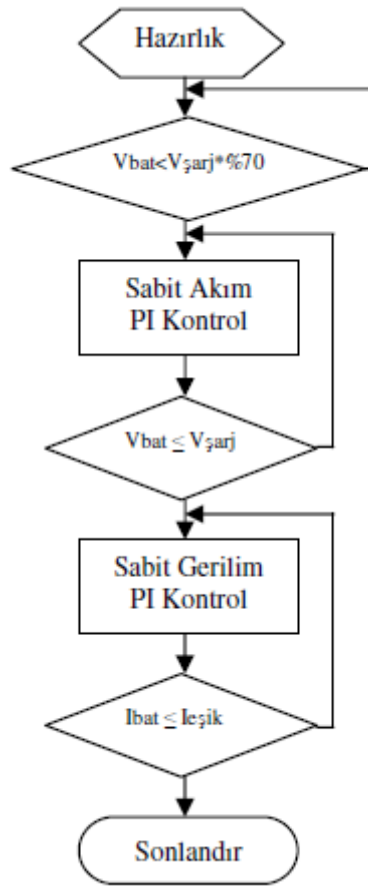 Hazırlık
Vbat<Vşarj*%70
Sabit Akım
PI Kontrol
Vbat ≤ Vşarj
Sabit Gerilim
PI Kontrol
Ibat ≤ Ieşik
Sonlandır